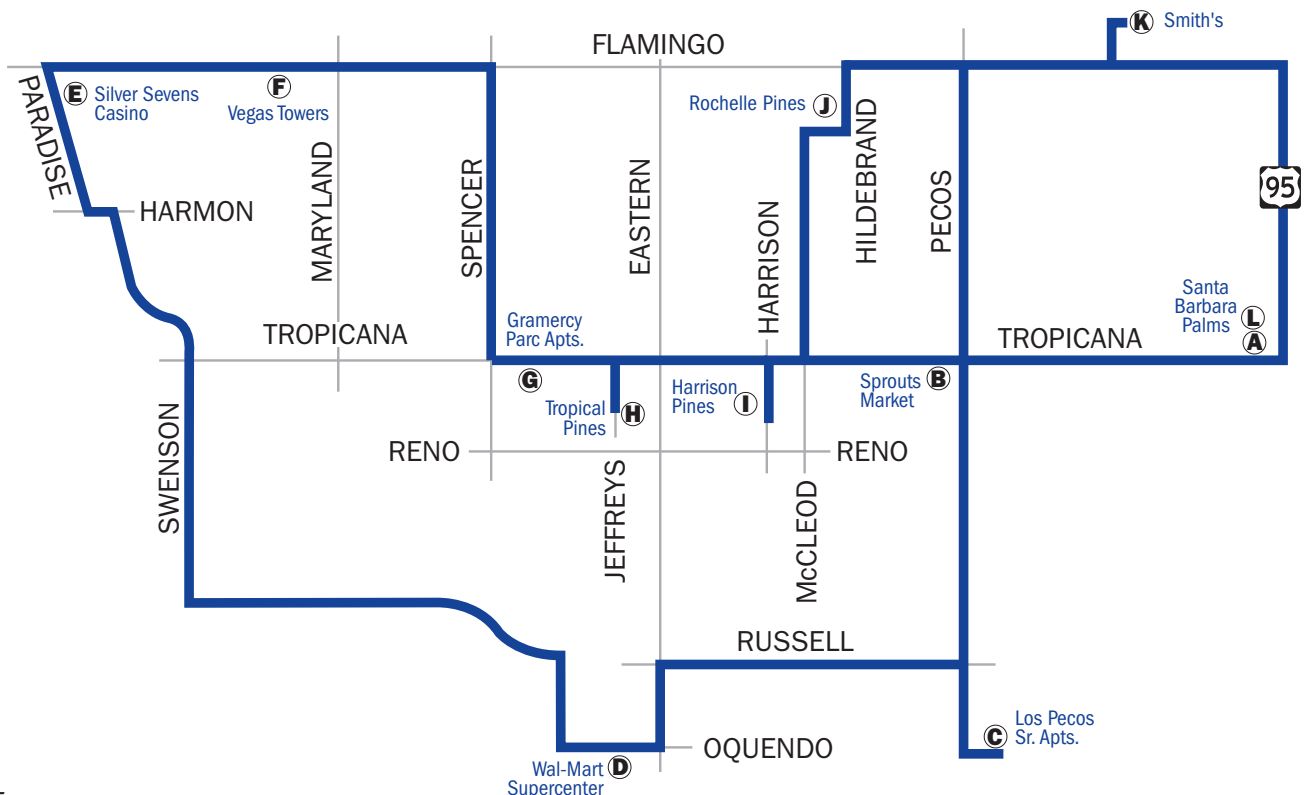 FLAMINGO
K Smith's
PARADISE
E Silver Sevens
Casino
F
Vegas Towers
Rochelle Pines J
HILDEBRAND
MARYLAND
SPENCER
EASTERN
HARRISON
PECOS
95
HARMON
TROPICANA
Gramercy
Parc Apts.
G
Tropical
Pines
H
Harrison
Pines
I
Sprouts
Market
B
TROPICANA
Santa
Barbara
Palms
L
A
SWENSON
RENO
RENO
JEFFREYS
McCLEOD
RUSSELL
OQUENDO
Los Pecos
Sr. Apts.
C
Wal-Mart
Supercenter
D